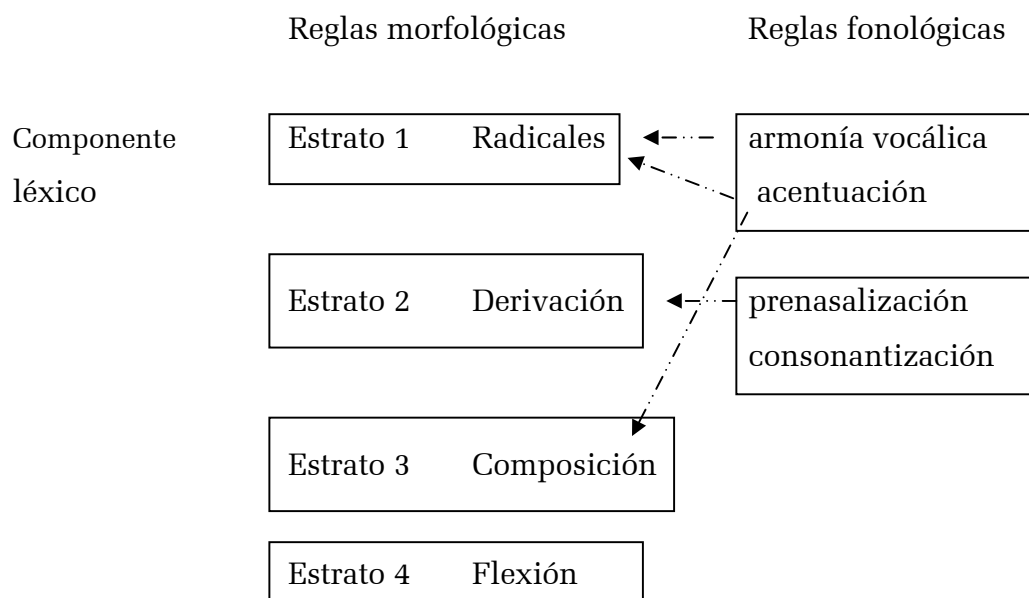 Reglas morfológicas Reglas fonológicas
Componente Estrato 1 Radicales armonía vocálica
léxico acentuación
Estrato 2 Derivación prenasalización
consonantización
Estrato 3 Composición
Estrato 4 Flexión